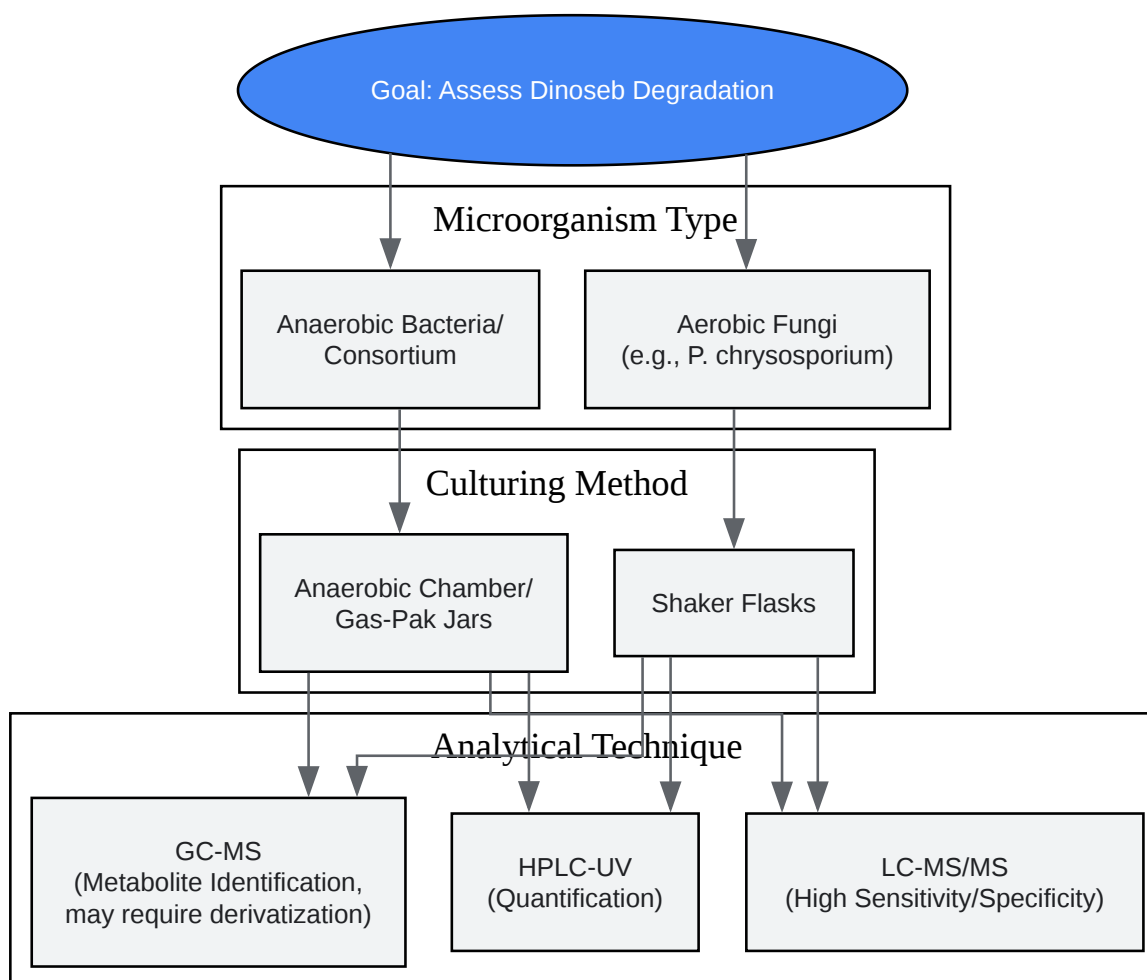 Goal: Assess Dinoseb Degradation
Microorganism Type
Anaerobic Bacteria/
Consortium
Aerobic Fungi
(e.g., P. chrysosporium)
Culturing Method
Anaerobic Chamber/
Gas-Pak Jars
Shaker Flasks
Analytical Technique
GC-MS
(Metabolite Identification,
may require derivatization)
HPLC-UV
(Quantification)
LC-MS/MS
(High Sensitivity/Specificity)